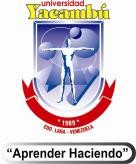 universidad
Yacambú
* 1989 *
EDO. LARA - VENEZUELA
“Aprender Haciendo”